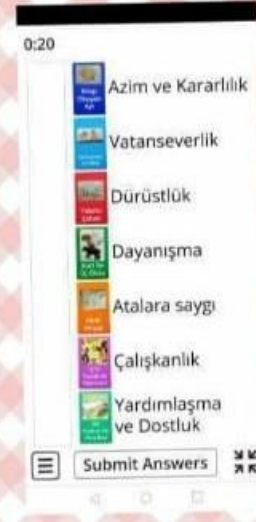 0:20
Azim ve Kararlılık
Vatanseverlik
Dürüstlük
Dayanışma
Atalara saygı
Çalışkanlık
Yardımlaşma
ve Dostluk
Submit Answers